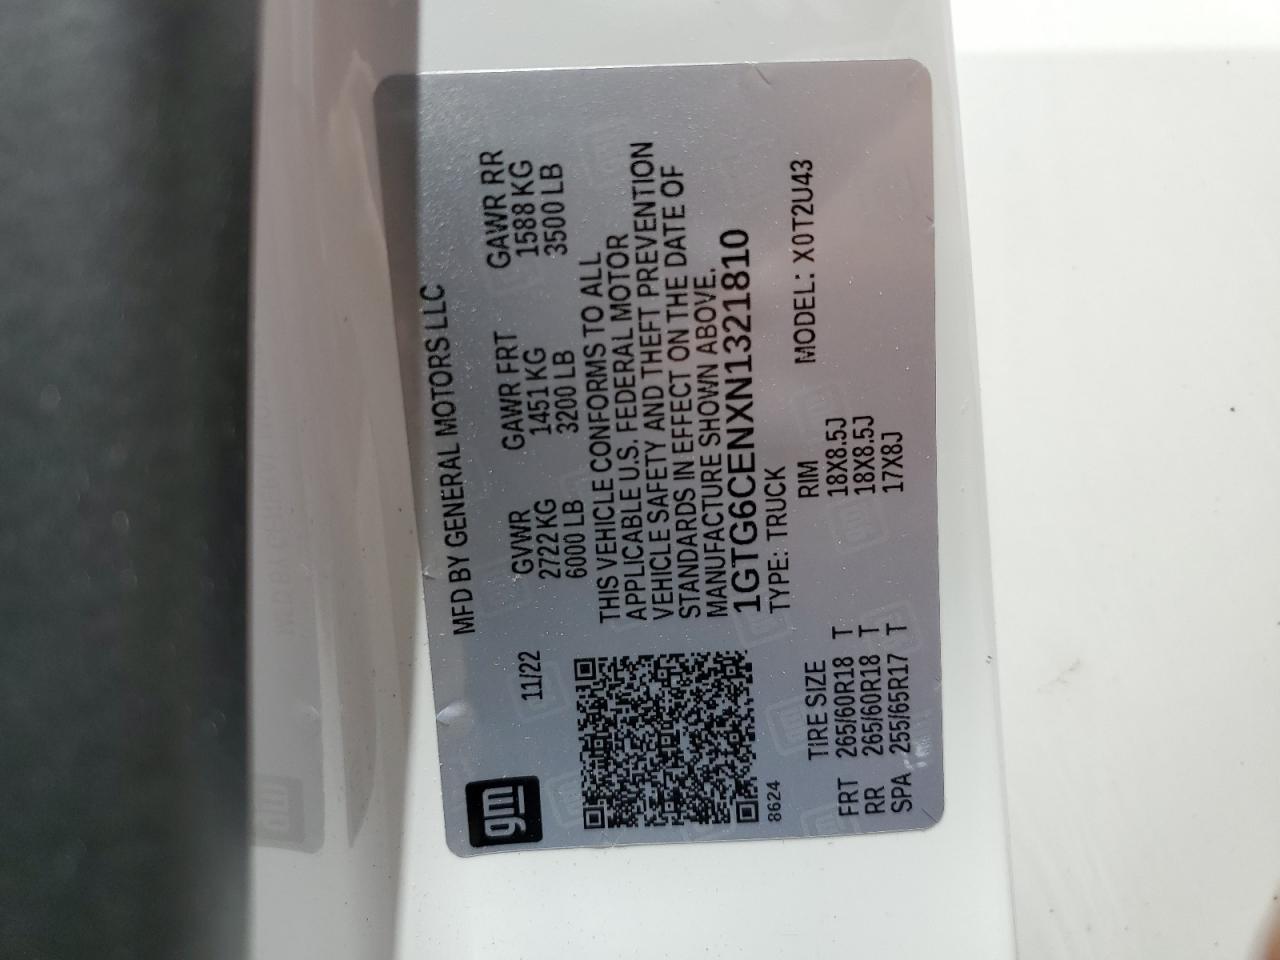 gm
MFD BY GENERAL MOTORS LLC
11/22
GVWR GAWR FRT GAWR RR
2722 KG 1451 KG 1588 KG
6000 LB 3200 LB 3500 LB
THIS VEHICLE CONFORMS TO ALL
APPLICABLE U.S. FEDERAL MOTOR
VEHICLE SAFETY AND THEFT PREVENTION
STANDARDS IN EFFECT ON THE DATE OF
MANUFACTURE SHOWN ABOVE.
1GTG6CENXN1321810
8624 TYPE: TRUCK
TIRE SIZE RIM MODEL: X0T2U43
FRT 265/60R18 T 18X8.5J
RR 265/60R18 T 18X8.5J
SPA 255/65R17 T 17X8J